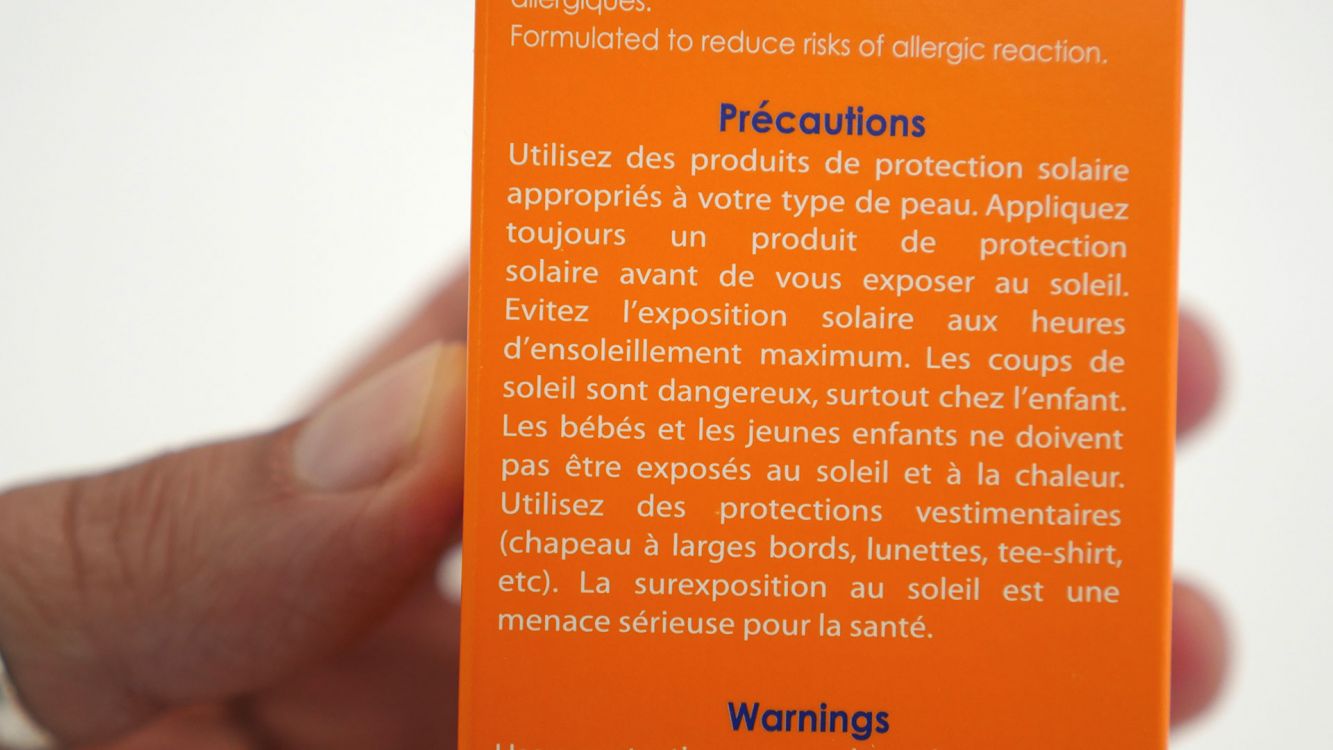 allergiques.
Formulated to reduce risks of allergic reaction.
Précautions
Utilisez des produits de protection solaire
appropriés à votre type de peau. Appliquez
toujours un produit de protection
solaire avant de vous exposer au soleil.
Evitez l’exposition solaire aux heures
d’ensoleillement maximum. Les coups de
soleil sont dangereux, surtout chez l’enfant.
Les bébés et les jeunes enfants ne doivent
pas être exposés au soleil et à la chaleur.
Utilisez des protections vestimentaires
(chapeau à larges bords, lunettes, tee-shirt,
etc). La surexposition au soleil est une
menace sérieuse pour la santé.
Warnings